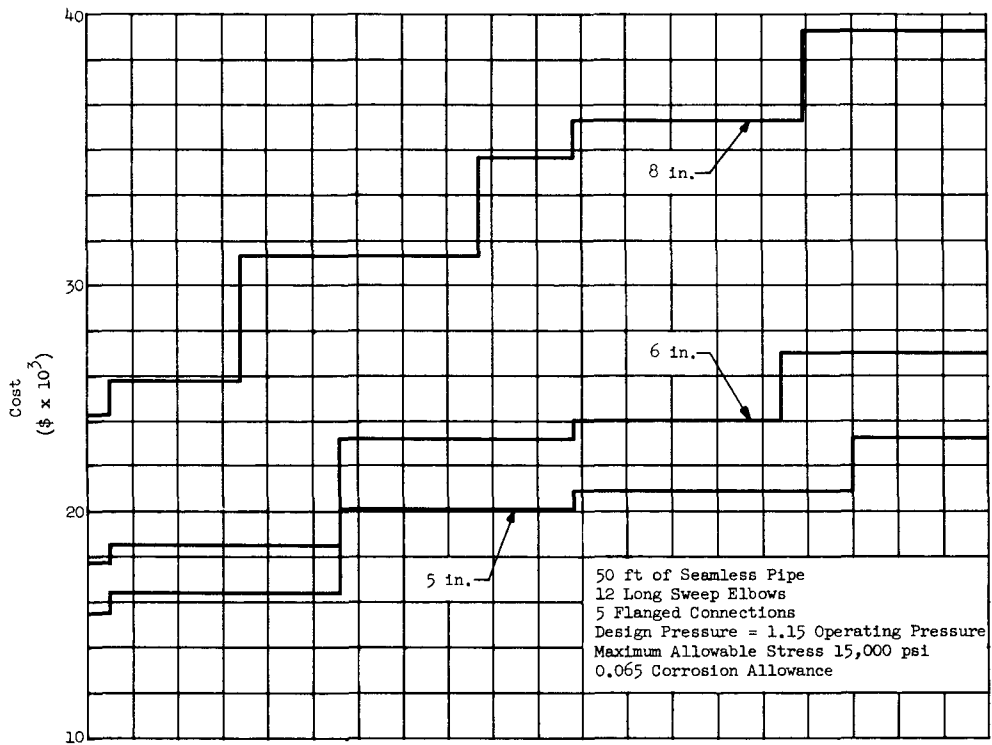 40
8 in.
30
6 in.
Cost
($ x 10³)
20
5 in.
50 ft of Seamless Pipe
12 Long Sweep Elbows
5 Flanged Connections
Design Pressure = 1.15 Operating Pressure
Maximum Allowable Stress 15,000 psi
0.065 Corrosion Allowance
10